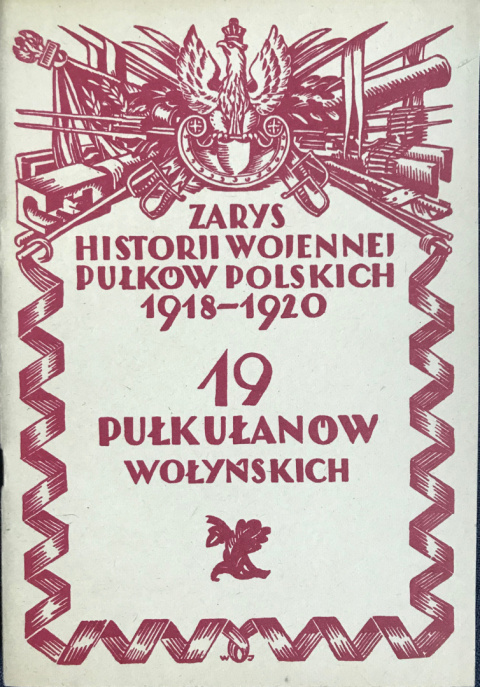 ZARYS
HISTORJI WOJENNEJ
PUŁKÓW POLSKICH
1918–1920
19
PUŁK UŁANÓW
WOŁYŃSKICH